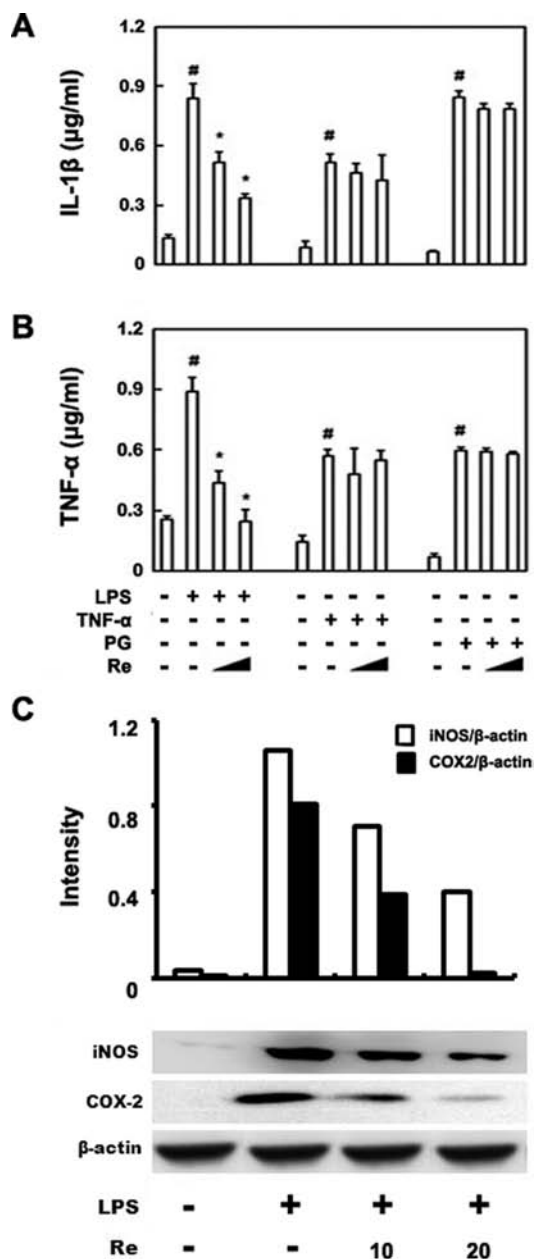 A
IL-1β (µg/ml)
1.2
0.9
0.6
0.3
0
#
*
*
#
#
B
TNF-α (µg/ml)
1.2
0.9
0.6
0.3
0
#
*
*
#
#
LPS - + + + - - - - - - - -
TNF-α - - - - - + + + - - - -
PG - - - - - - - - - + + +
Re - - - - - -
C
Intensity
1.2
0.8
0.4
0
iNOS/β-actin
COX2/β-actin
iNOS
COX-2
β-actin
LPS - + + +
Re - - 10 20